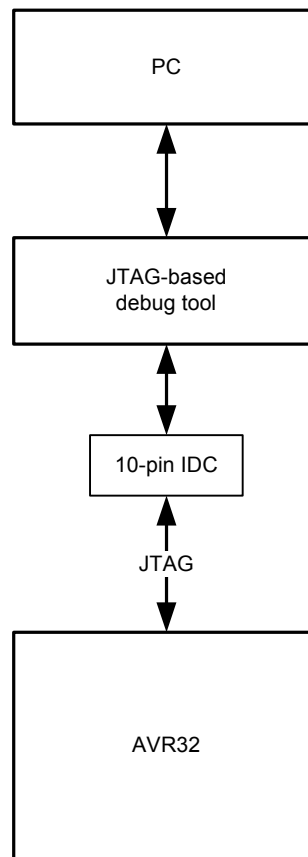 PC
JTAG-based
debug tool
10-pin IDC
JTAG
AVR32